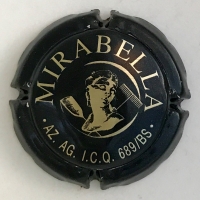 MIRABELLA
• AZ. AG. I.C.Q. 689/BS •